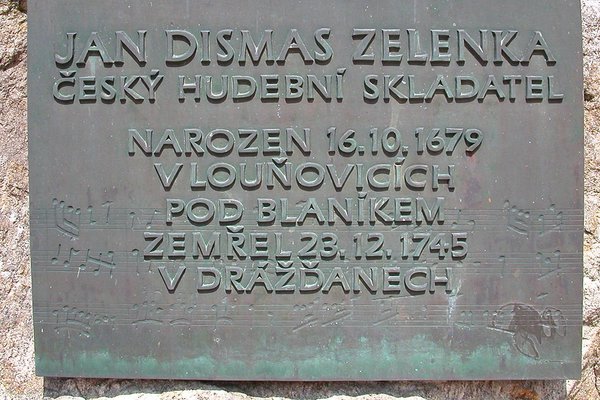 JAN DISMAS ZELENKA
ČESKÝ HUDEBNÍ SKLADATEL
NAROZEN 16.10.1679
V LOUŇOVICÍCH
POD BLANÍKEM
ZEMŘEL 23.12.1745
V DRÁŽĎANECH